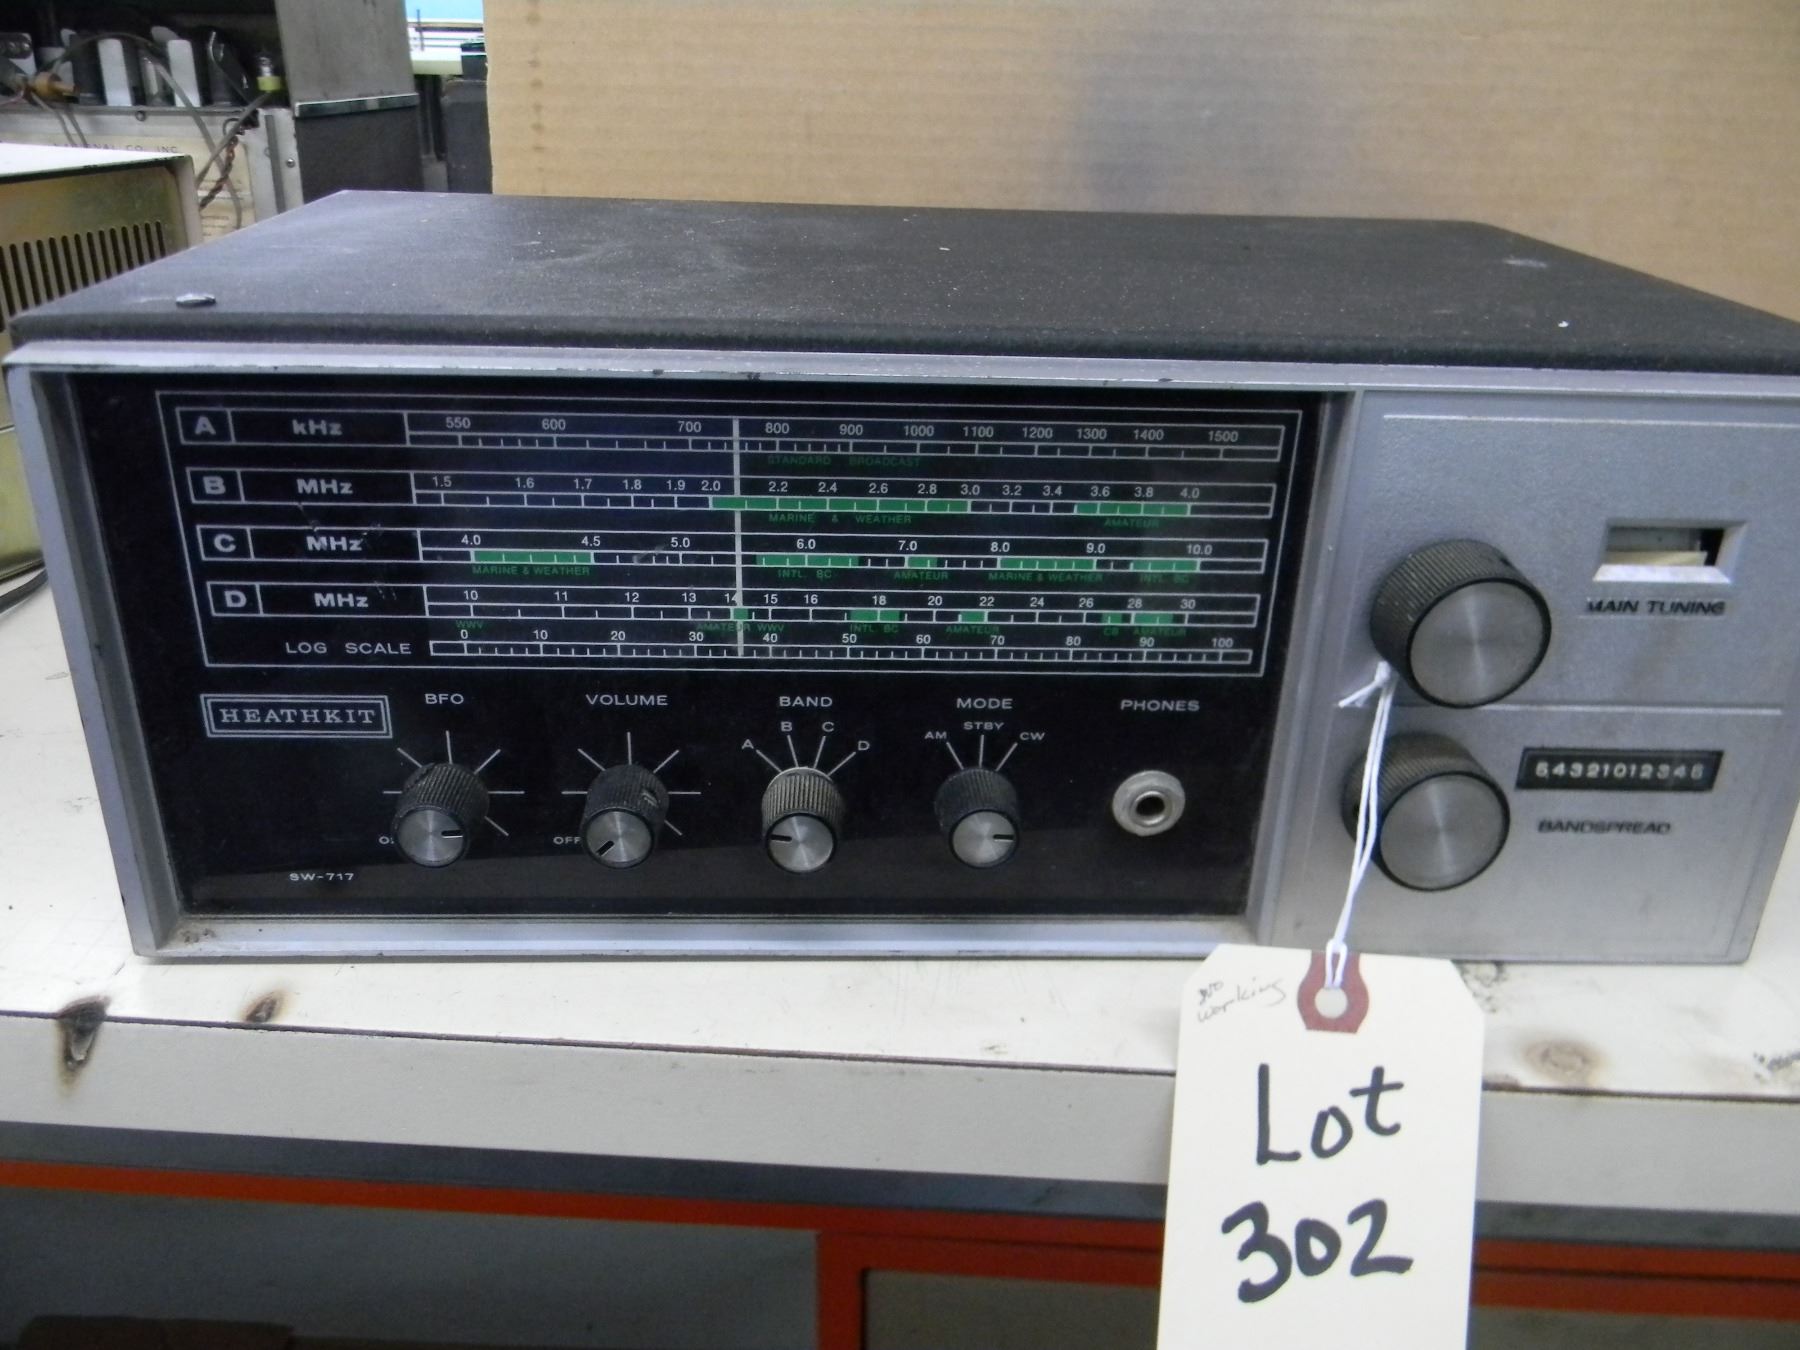 NAL CO. INC.
A kHz 550 600 700 800 900 1000 1100 1200 1300 1400 1500
STANDARD BROADCAST
B MHz 1.5 1.6 1.7 1.8 1.9 2.0 2.2 2.4 2.6 2.8 3.0 3.2 3.4 3.6 3.8 4.0
MARINE & WEATHER AMATEUR
C MHz 4.0 4.5 5.0 6.0 7.0 8.0 9.0 10.0
MARINE & WEATHER INTL. BC AMATEUR MARINE & WEATHER INTL. BC
D MHz 10 11 12 13 14 15 16 18 20 22 24 26 28 30
WWV AMATEUR WWV INTL. BC AMATEUR CB AMATEUR
LOG SCALE 0 10 20 30 40 50 60 70 80 90 100
MAIN TUNING
HEATHKIT
BFO VOLUME BAND MODE PHONES
A B C D
AM STBY CW
OFF
SW-717
54321012345
BANDSPREAD
working
Lot
302